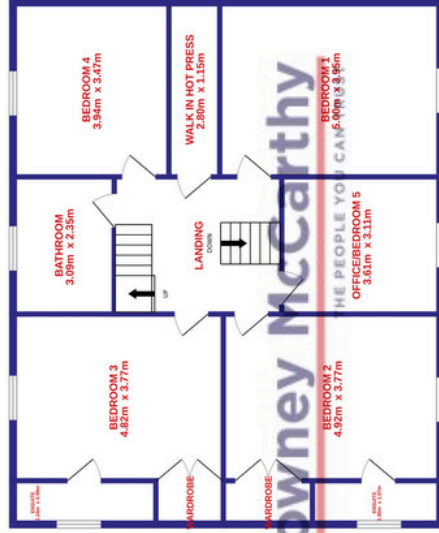 BEDROOM 4
3.94m x 3.47m
WALK IN HOT PRESS
2.80m x 1.15m
BEDROOM 1
5.00m x 3.95m
BATHROOM
3.09m x 2.35m
LANDING
DOWN
UP
OFFICE/BEDROOM 5
3.61m x 3.11m
BEDROOM 3
4.82m x 3.77m
BEDROOM 2
4.92m x 3.77m
ENSUITE
WARDROBE
WARDROBE
ENSUITE
owney McCarthy
THE PEOPLE YOU CAN TRUST